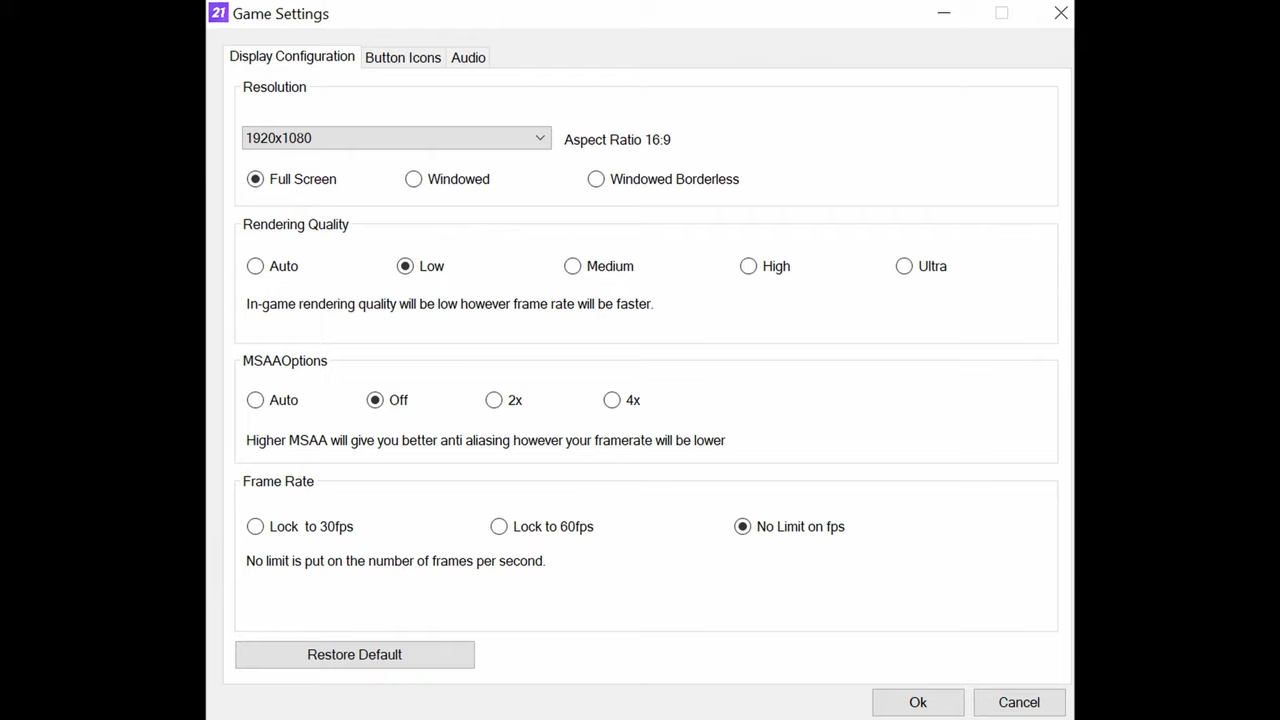 21 Game Settings
Display Configuration Button Icons Audio
Resolution
1920x1080 Aspect Ratio 16:9
Full Screen Windowed Windowed Borderless
Rendering Quality
Auto Low Medium High Ultra
In-game rendering quality will be low however frame rate will be faster.
MSAAOptions
Auto Off 2x 4x
Higher MSAA will give you better anti aliasing however your framerate will be lower
Frame Rate
Lock  to 30fps Lock to 60fps No Limit on fps
No limit is put on the number of frames per second.
Restore Default
Ok Cancel